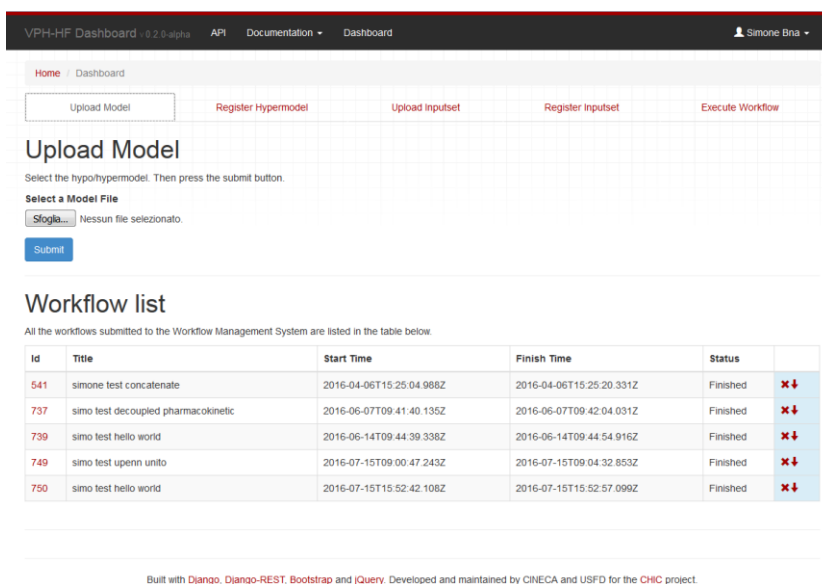 VPH-HF Dashboard v 0.2.0-alpha API Documentation Dashboard Simone Bna
Home / Dashboard
Upload Model Register Hypermodel Upload Inputset Register Inputset Execute Workflow
Upload Model
Select the hypo/hypermodel. Then press the submit button.
Select a Model File
Sfoglia... Nessun file selezionato.
Submit
Workflow list
All the workflows submitted to the Workflow Management System are listed in the table below.
Id Title Start Time Finish Time Status
541 simone test concatenate 2016-04-06T15:25:04.988Z 2016-04-06T15:25:20.331Z Finished
737 simo test decoupled pharmacokinetic 2016-06-07T09:41:40.135Z 2016-06-07T09:42:04.031Z Finished
739 simo test hello world 2016-06-14T09:44:39.338Z 2016-06-14T09:44:54.916Z Finished
749 simo test upenn unito 2016-07-15T09:00:47.243Z 2016-07-15T09:04:32.853Z Finished
750 simo test hello world 2016-07-15T15:52:42.108Z 2016-07-15T15:52:57.099Z Finished
Built with Django, Django-REST, Bootstrap and jQuery. Developed and maintained by CINECA and USFD for the CHIC project.